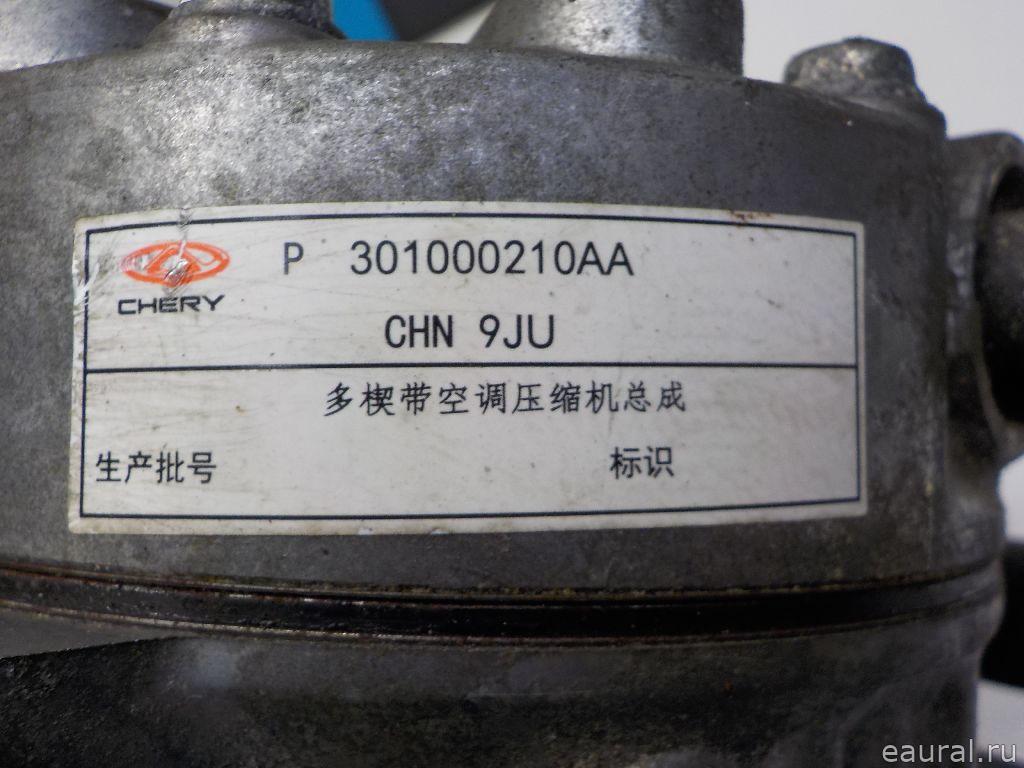 P 301000210AA
CHERY
CHN 9JU
多楔带空调压缩机总成
生产批号 标识
eaural.ru